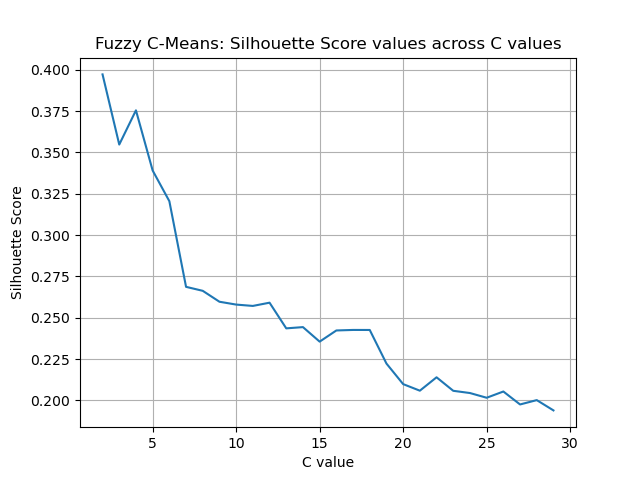 Fuzzy C-Means: Silhouette Score values across C values
0.400
0.375
0.350
0.325
0.300
0.275
0.250
0.225
0.200
Silhouette Score
5 10 15 20 25 30
C value